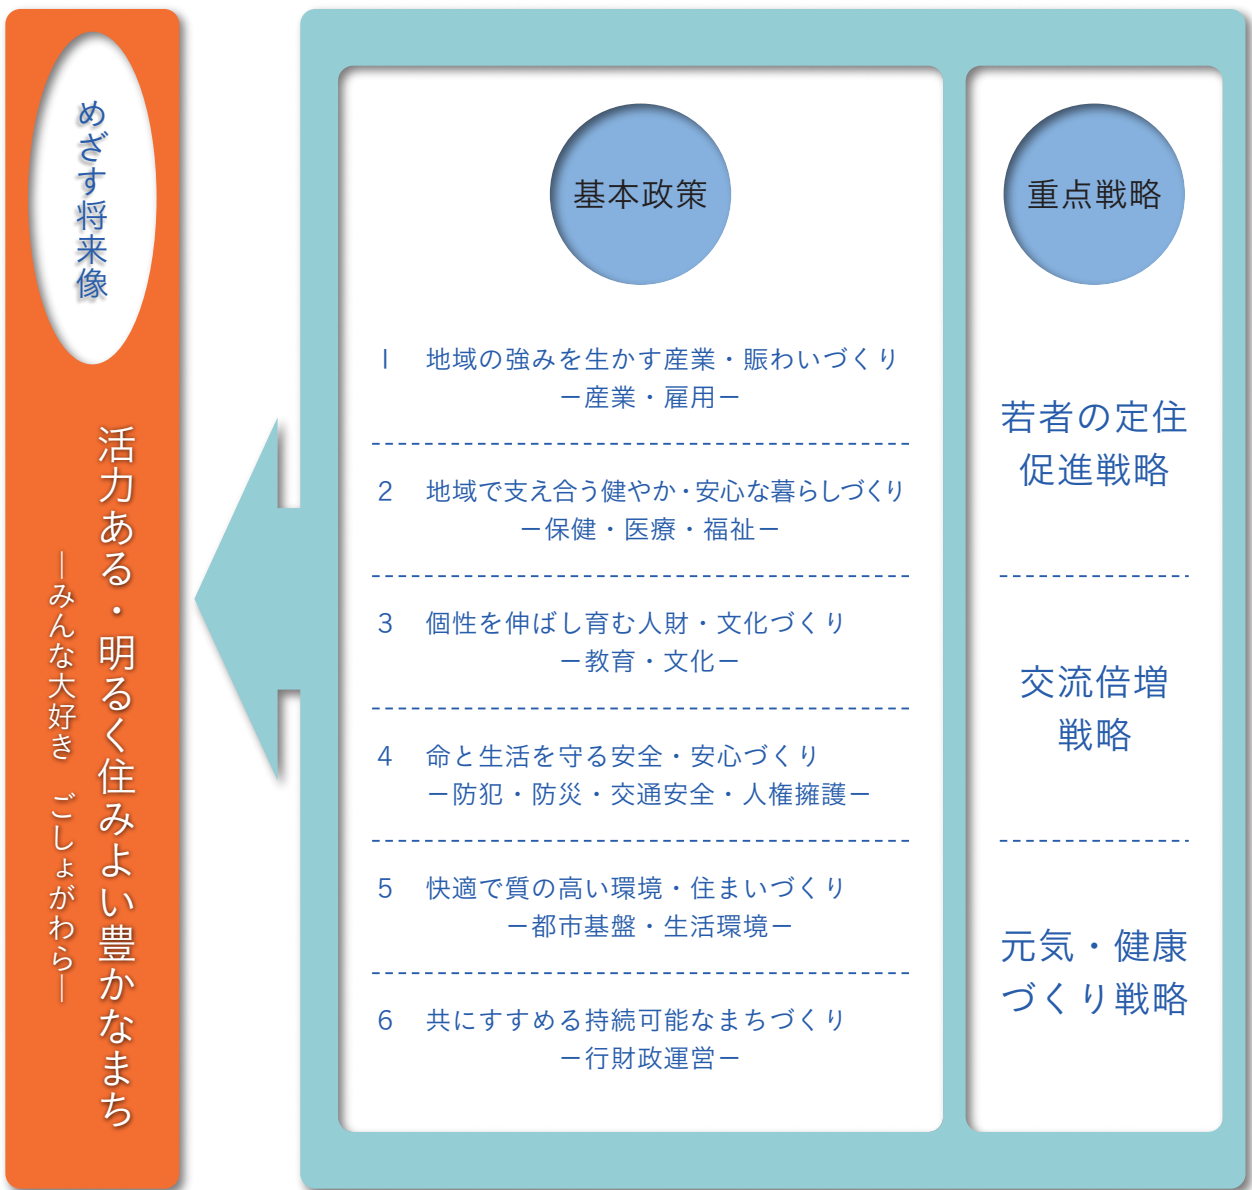 めざす将来像
活力ある・明るく住みよい豊かなまち
―みんな大好き　ごしょがわら―
基本政策
1　地域の強みを生かす産業・賑わいづくり
ー産業・雇用ー
2　地域で支え合う健やか・安心な暮らしづくり
ー保健・医療・福祉ー
3　個性を伸ばし育む人財・文化づくり
ー教育・文化ー
4　命と生活を守る安全・安心づくり
ー防犯・防災・交通安全・人権擁護ー
5　快適で質の高い環境・住まいづくり
ー都市基盤・生活環境ー
6　共にすすめる持続可能なまちづくり
ー行財政運営ー
重点戦略
若者の定住
促進戦略
交流倍増
戦略
元気・健康
づくり戦略